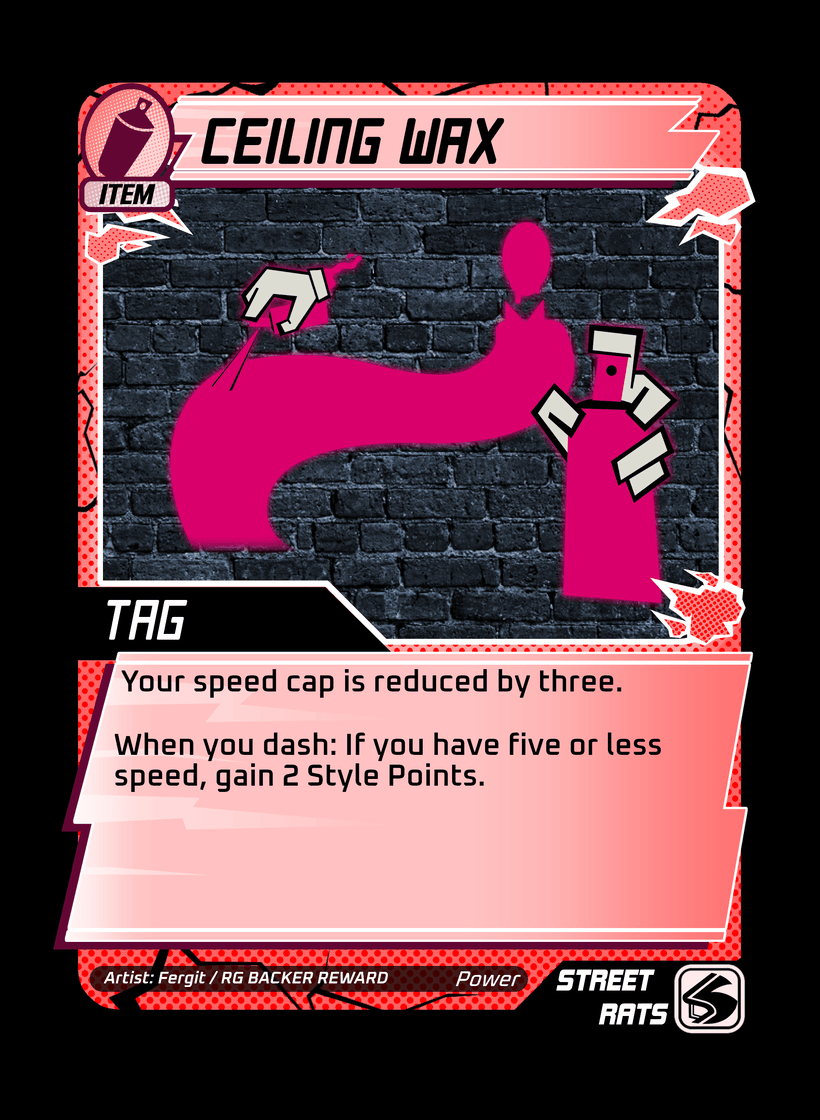 CEILING WAX
ITEM
TAG
Your speed cap is reduced by three.
When you dash: If you have five or less
speed, gain 2 Style Points.
Artist: Fergit / RG BACKER REWARD
Power
STREET
RATS